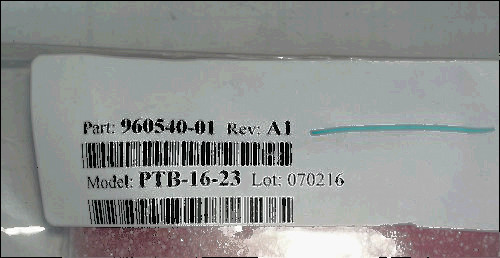 Part: 960540-01 Rev: A1
Model: PTB-16-23 Lot: 070216